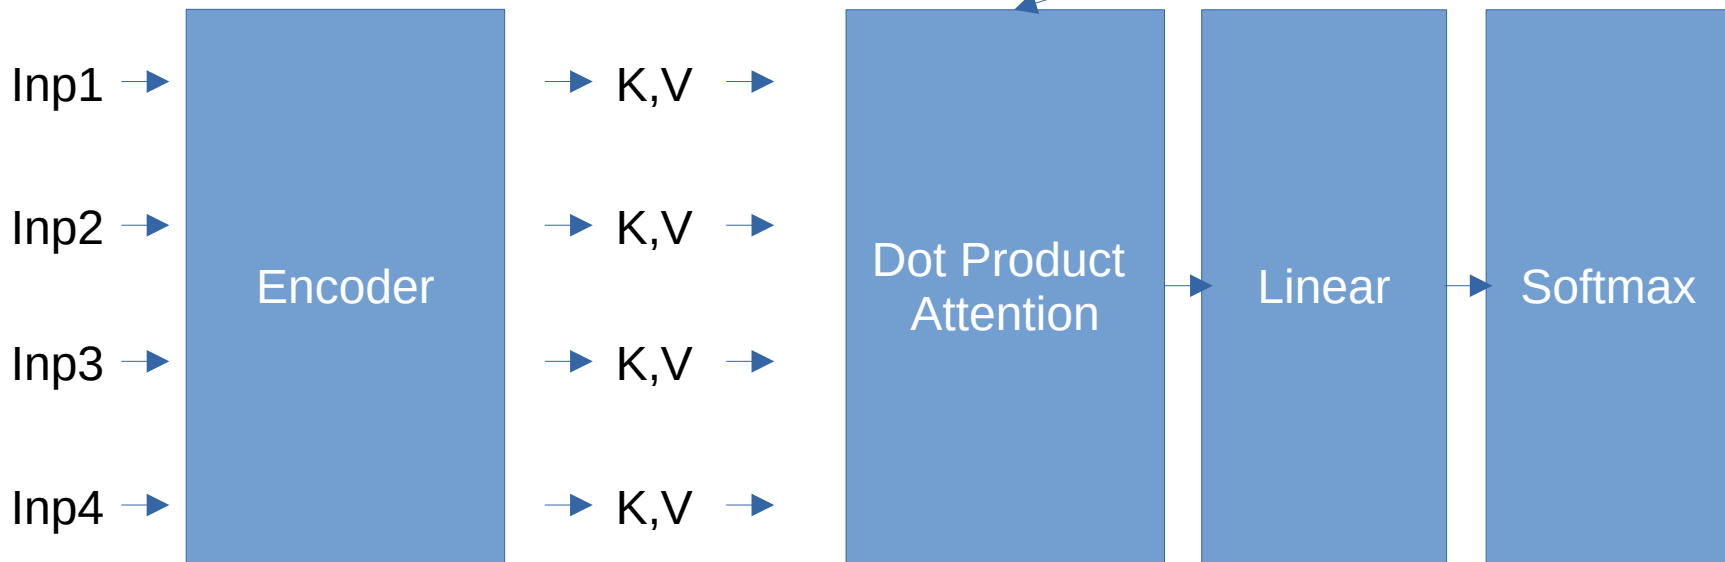 Inp1
K,V
Inp2
K,V
Dot Product
Attention
Encoder
Linear
Softmax
Inp3
K,V
Inp4
K,V